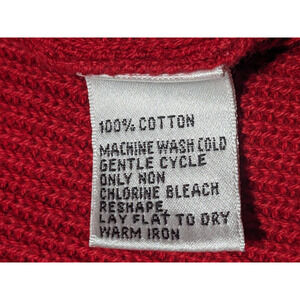 100% COTTON
MACHINE WASH COLD
GENTLE CYCLE
ONLY NON
CHLORINE BLEACH
RESHAPE,
LAY FLAT TO DRY
WARM IRON